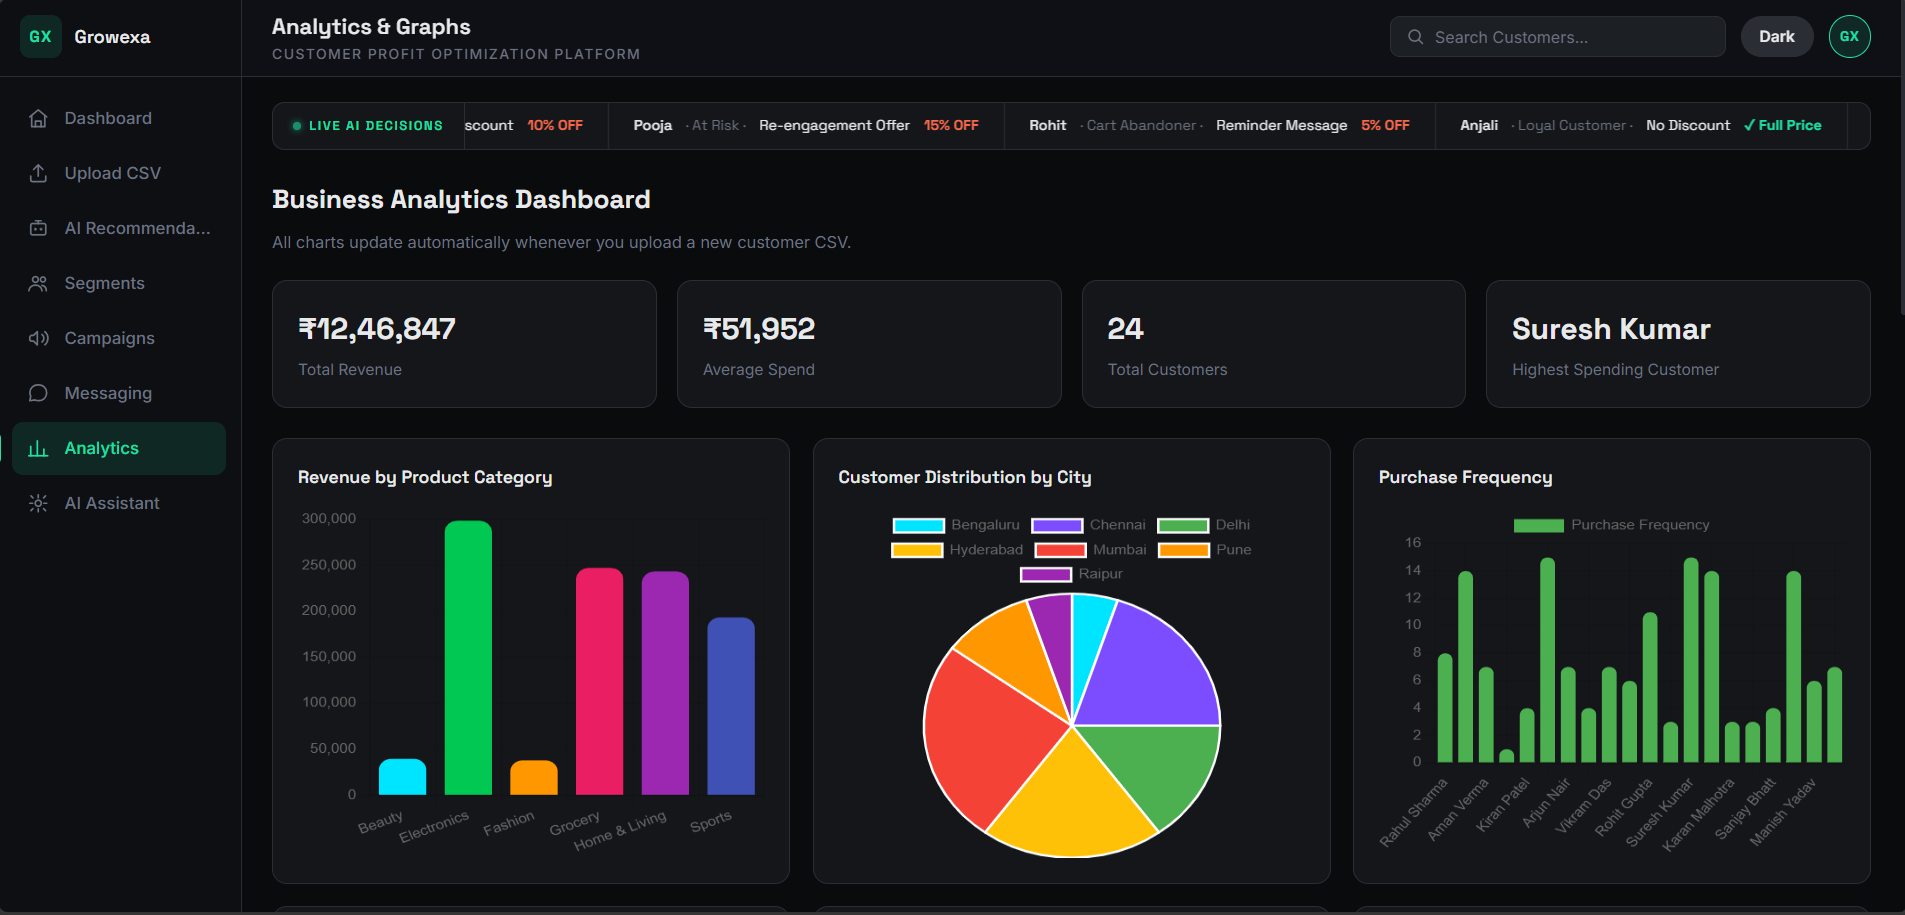 GX Growexa
Analytics & Graphs
CUSTOMER PROFIT OPTIMIZATION PLATFORM
Search Customers...
Dark
GX
Dashboard
Upload CSV
AI Recommenda...
Segments
Campaigns
Messaging
Analytics
AI Assistant
LIVE AI DECISIONS scount 10% OFF Pooja · At Risk · Re-engagement Offer 15% OFF Rohit · Cart Abandoner · Reminder Message 5% OFF Anjali · Loyal Customer · No Discount ✓ Full Price
Business Analytics Dashboard
All charts update automatically whenever you upload a new customer CSV.
₹12,46,847
Total Revenue
₹51,952
Average Spend
24
Total Customers
Suresh Kumar
Highest Spending Customer
Revenue by Product Category
300,000
250,000
200,000
150,000
100,000
50,000
0
Beauty
Electronics
Fashion
Grocery
Home & Living
Sports
Customer Distribution by City
Bengaluru Chennai Delhi
Hyderabad Mumbai Pune
Raipur
Purchase Frequency
Purchase Frequency
16
14
12
10
8
6
4
2
0
Rahul Sharma
Aman Verma
Kiran Patel
Arjun Nair
Vikram Das
Rohit Gupta
Suresh Kumar
Karan Malhotra
Sanjay Bhatt
Manish Yadav